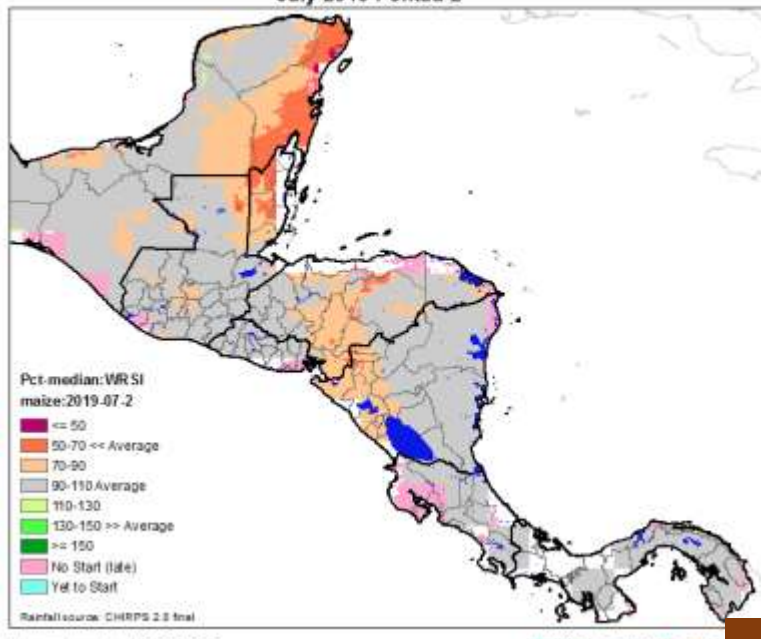 Pct-median: WRSI
maize:2019-07-2
<= 50
50-70 << Average
70-90
90-110 Average
110-130
130-150 >> Average
>= 150
No Start (late)
Yet to Start
Rainfall source: CHIRPS 2.0 final